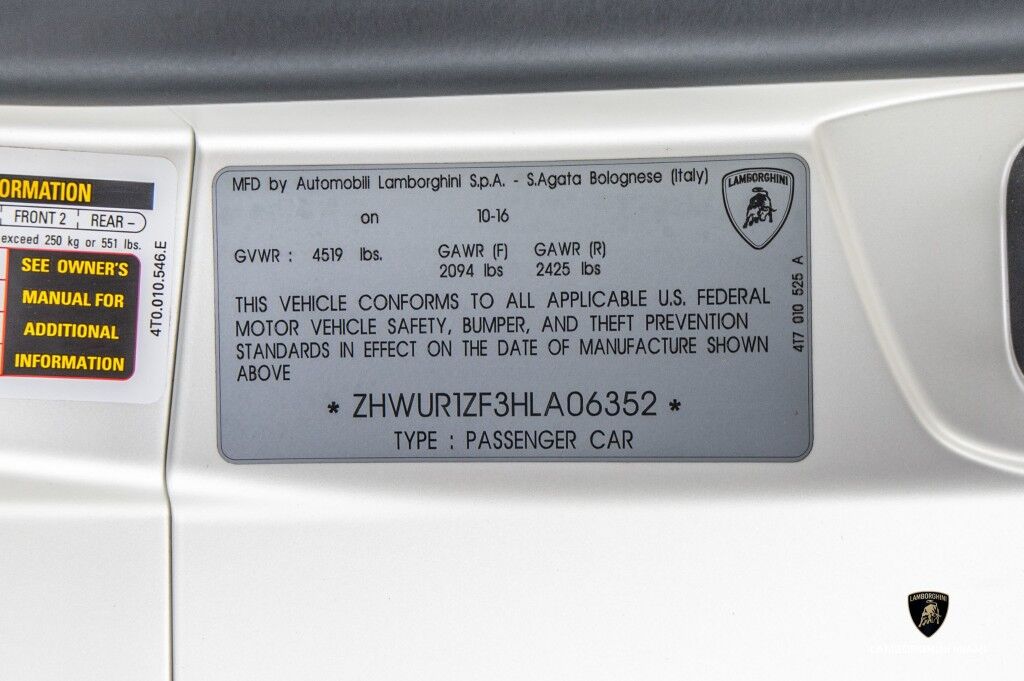 ORMATION
FRONT 2 REAR -
exceed 250 kg or 551 lbs.
SEE OWNER'S
MANUAL FOR
ADDITIONAL
INFORMATION
4T0.010.546.E
MFD by Automobili Lamborghini S.p.A. - S.Agata Bolognese (Italy)
on 10-16
GVWR : 4519 lbs. GAWR (F) GAWR (R)
2094 lbs 2425 lbs
THIS VEHICLE CONFORMS TO ALL APPLICABLE U.S. FEDERAL
MOTOR VEHICLE SAFETY, BUMPER, AND THEFT PREVENTION
STANDARDS IN EFFECT ON THE DATE OF MANUFACTURE SHOWN
ABOVE
* ZHWUR1ZF3HLA06352 *
TYPE : PASSENGER CAR
LAMBORGHINI
4T7 010 525 A
LAMBORGHINI
LAMBORGHINI MIAMI